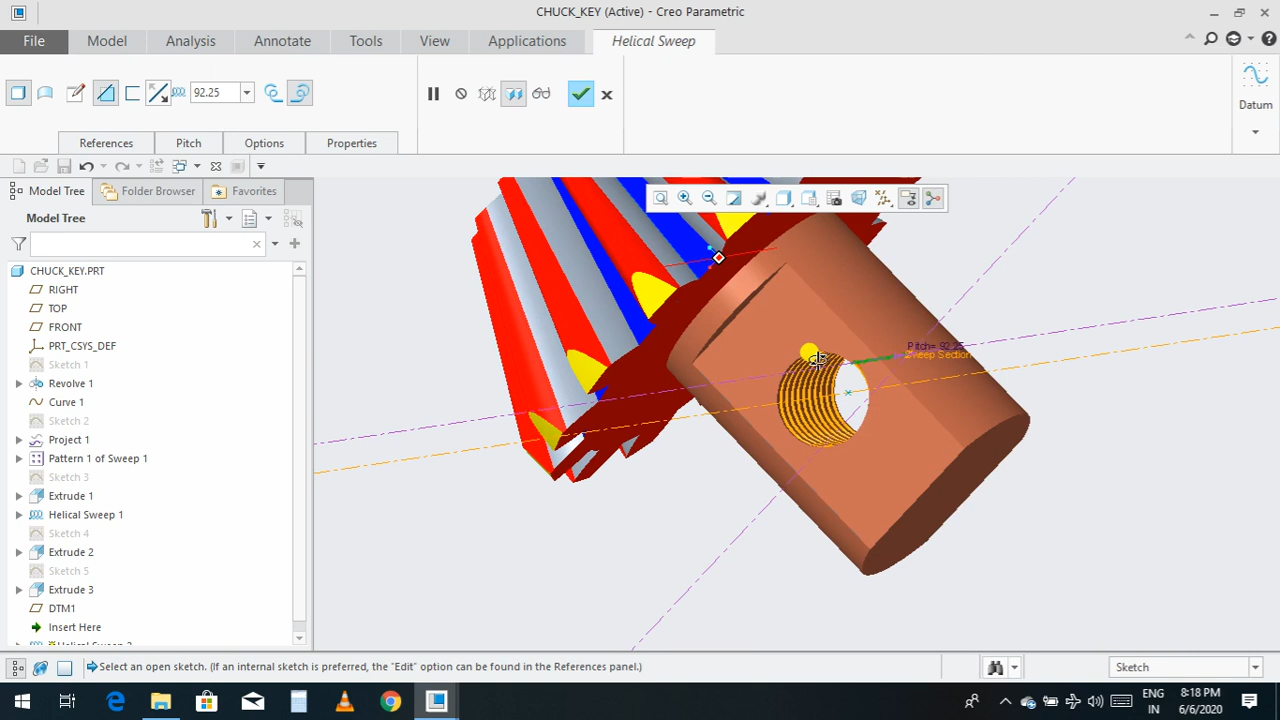 CHUCK_KEY (Active) - Creo Parametric
File Model Analysis Annotate Tools View Applications Helical Sweep
92.25
Datum
References Pitch Options Properties
Model Tree Folder Browser Favorites
Model Tree
CHUCK_KEY.PRT
RIGHT
TOP
FRONT
PRT_CSYS_DEF
Sketch 1
Revolve 1
Curve 1
Sketch 2
Project 1
Pattern 1 of Sweep 1
Sketch 3
Extrude 1
Helical Sweep 1
Sketch 4
Extrude 2
Sketch 5
Extrude 3
DTM1
Insert Here
Helical Sweep 2
Pitch= 92.25
Sweep Section
Select an open sketch. (If an internal sketch is preferred, the "Edit" option can be found in the References panel.)
Sketch
ENG
IN
8:18 PM
6/6/2020